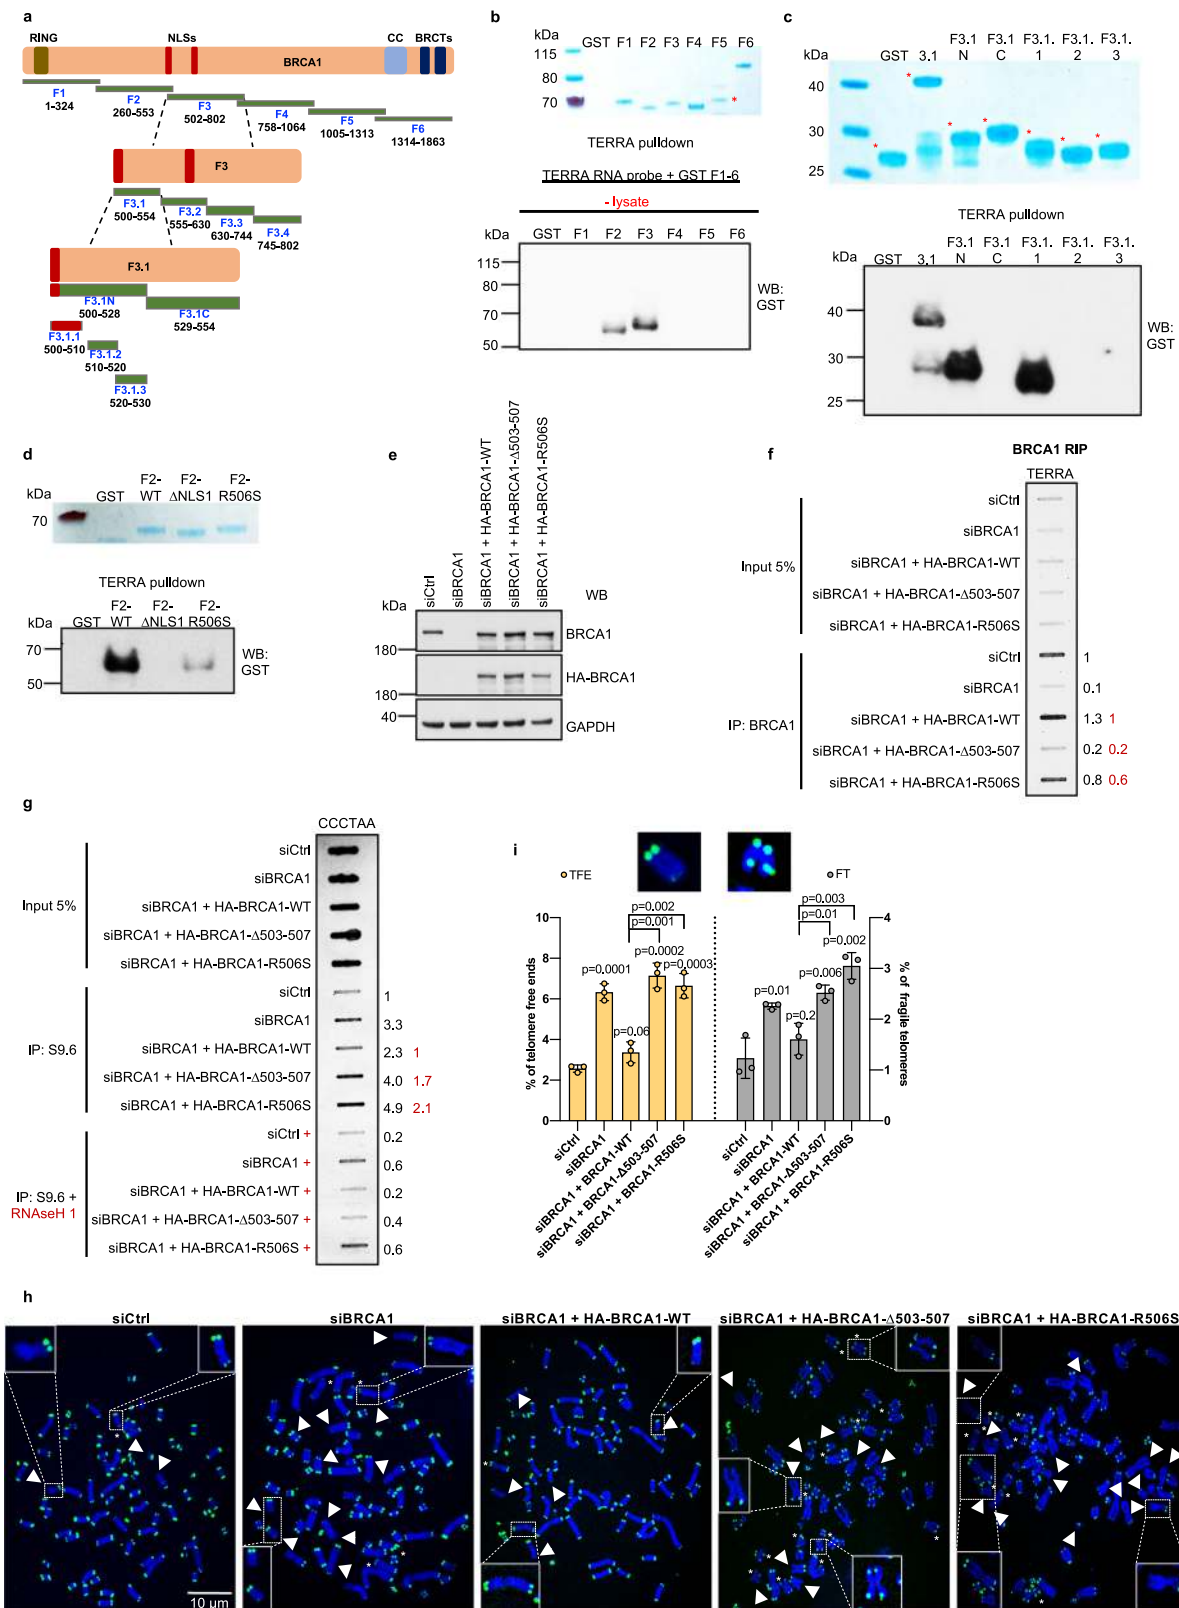 a
RING NLSs CC BRCTs
BRCA1
F1
1-324
F2
260-553
F3
502-802
F4
758-1064
F5
1005-1313
F6
1314-1863
F3
F3.1
500-554
F3.2
555-630
F3.3
630-744
F3.4
745-802
F3.1
F3.1N
500-528
F3.1C
529-554
F3.1.1
500-510
F3.1.2
510-520
F3.1.3
520-530
b
kDa GST F1 F2 F3 F4 F5 F6
115
80
70 *
TERRA pulldown
TERRA RNA probe + GST F1-6
- lysate
kDa GST F1 F2 F3 F4 F5 F6
115
80
70
50
WB:
GST
c
kDa GST 3.1 F3.1 N F3.1 C F3.1. 1 F3.1. 2 F3.1. 3
40
30
25
* * * * * * *
TERRA pulldown
kDa GST 3.1 F3.1 N F3.1 C F3.1. 1 F3.1. 2 F3.1. 3
40
30
25
WB:
GST
d
kDa GST F2-WT F2-ΔNLS1 F2-R506S
70
TERRA pulldown
kDa GST F2-WT F2-ΔNLS1 F2-R506S
70
50
WB:
GST
e
siCtrl
siBRCA1
siBRCA1 + HA-BRCA1-WT
siBRCA1 + HA-BRCA1-Δ503-507
siBRCA1 + HA-BRCA1-R506S
kDa WB
180 BRCA1
180 HA-BRCA1
40 GAPDH
f
BRCA1 RIP
TERRA
Input 5%
siCtrl
siBRCA1
siBRCA1 + HA-BRCA1-WT
siBRCA1 + HA-BRCA1-Δ503-507
siBRCA1 + HA-BRCA1-R506S
IP: BRCA1
siCtrl 1
siBRCA1 0.1
siBRCA1 + HA-BRCA1-WT 1.3 1
siBRCA1 + HA-BRCA1-Δ503-507 0.2 0.2
siBRCA1 + HA-BRCA1-R506S 0.8 0.6
g
CCCTAA
Input 5%
siCtrl
siBRCA1
siBRCA1 + HA-BRCA1-WT
siBRCA1 + HA-BRCA1-Δ503-507
siBRCA1 + HA-BRCA1-R506S
IP: S9.6
siCtrl 1
siBRCA1 3.3
siBRCA1 + HA-BRCA1-WT 2.3 1
siBRCA1 + HA-BRCA1-Δ503-507 4.0 1.7
siBRCA1 + HA-BRCA1-R506S 4.9 2.1
IP: S9.6 +
RNAseH 1
siCtrl + 0.2
siBRCA1 + 0.6
siBRCA1 + HA-BRCA1-WT + 0.2
siBRCA1 + HA-BRCA1-Δ503-507 + 0.4
siBRCA1 + HA-BRCA1-R506S + 0.6
i
TFE FT
% of telomere free ends
10
8
6
4
2
0
p=0.002
p=0.001
p=0.0001
p=0.06
p=0.0002
p=0.0003
p=0.003
p=0.01
p=0.01
p=0.2
p=0.006
p=0.002
4
3
2
1
0
% of fragile telomeres
siCtrl
siBRCA1
siBRCA1 + BRCA1-WT
siBRCA1 + BRCA1-Δ503-507
siBRCA1 + BRCA1-R506S
siCtrl
siBRCA1
siBRCA1 + BRCA1-WT
siBRCA1 + BRCA1-Δ503-507
siBRCA1 + BRCA1-R506S
h
siCtrl siBRCA1 siBRCA1 + HA-BRCA1-WT siBRCA1 + HA-BRCA1-Δ503-507 siBRCA1 + HA-BRCA1-R506S
10 μm